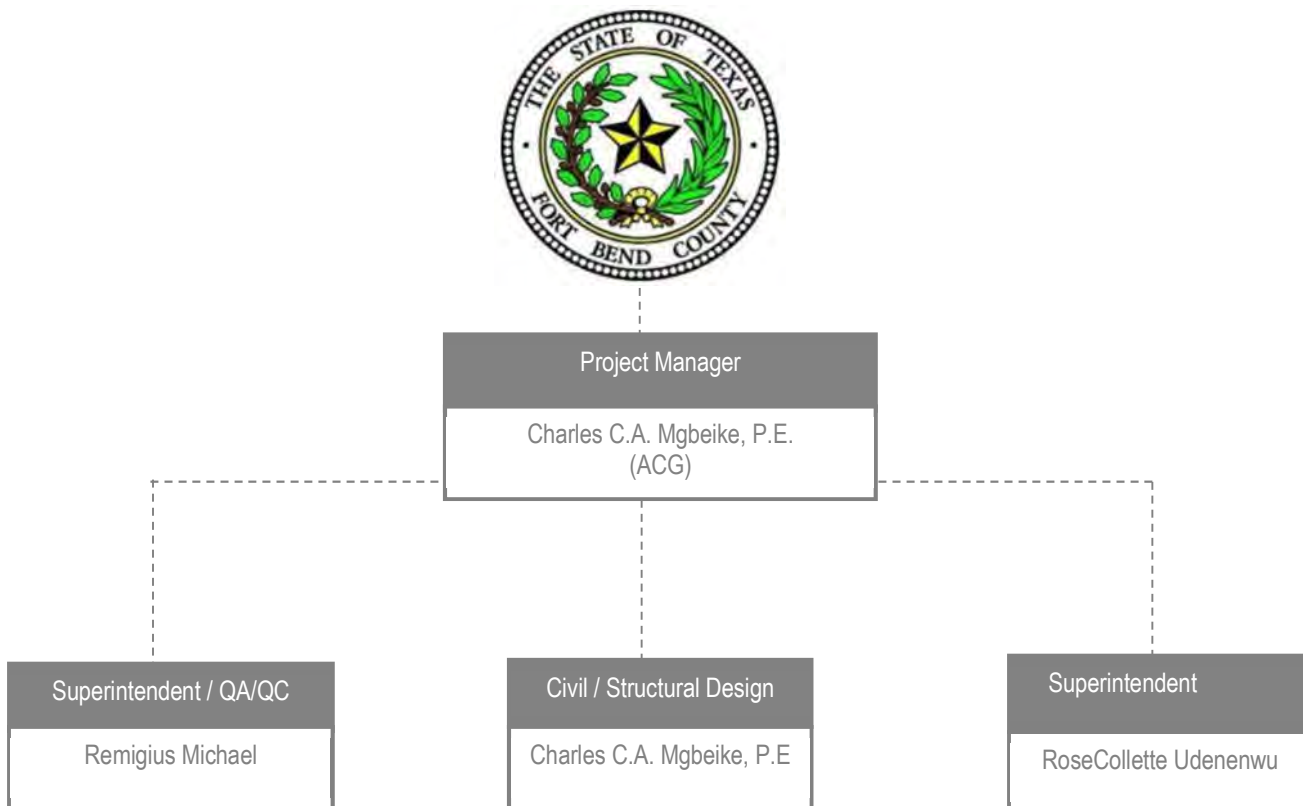 THE STATE OF TEXAS
FORT BEND COUNTY
Project Manager
Charles C.A. Mgbeike, P.E.
(ACG)
Superintendent / QA/QC
Remigius Michael
Civil / Structural Design
Charles C.A. Mgbeike, P.E
Superintendent
RoseCollette Udenenwu